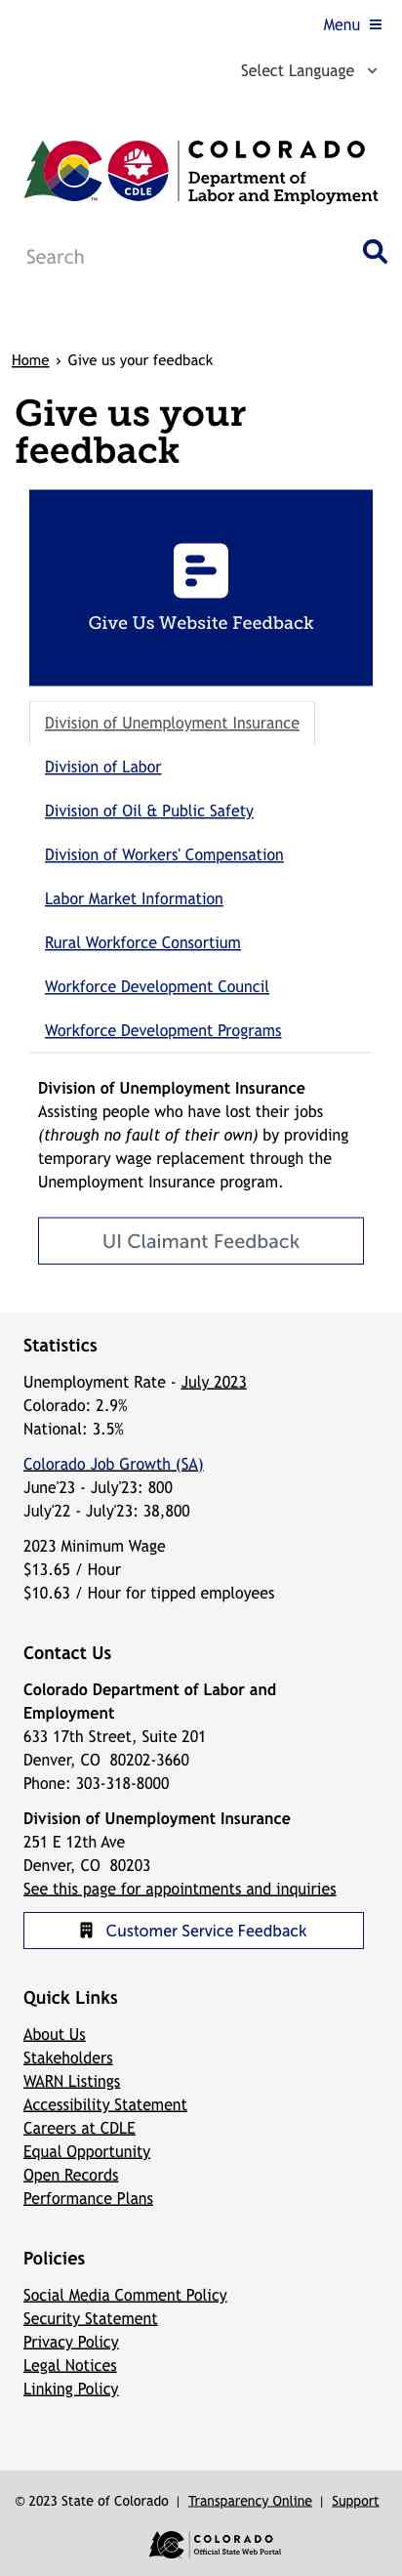 Menu
Select Language
CDLE
TM
COLORADO
Department of
Labor and Employment
Search
Home › Give us your feedback
Give us your
feedback
Give Us Website Feedback
Division of Unemployment Insurance
Division of Labor
Division of Oil & Public Safety
Division of Workers' Compensation
Labor Market Information
Rural Workforce Consortium
Workforce Development Council
Workforce Development Programs
Division of Unemployment Insurance
Assisting people who have lost their jobs
(through no fault of their own) by providing
temporary wage replacement through the
Unemployment Insurance program.
UI Claimant Feedback
Statistics
Unemployment Rate - July 2023
Colorado: 2.9%
National: 3.5%
Colorado Job Growth (SA)
June'23 - July'23: 800
July'22 - July'23: 38,800
2023 Minimum Wage
$13.65 / Hour
$10.63 / Hour for tipped employees
Contact Us
Colorado Department of Labor and
Employment
633 17th Street, Suite 201
Denver, CO  80202-3660
Phone: 303-318-8000
Division of Unemployment Insurance
251 E 12th Ave
Denver, CO  80203
See this page for appointments and inquiries
Customer Service Feedback
Quick Links
About Us
Stakeholders
WARN Listings
Accessibility Statement
Careers at CDLE
Equal Opportunity
Open Records
Performance Plans
Policies
Social Media Comment Policy
Security Statement
Privacy Policy
Legal Notices
Linking Policy
© 2023 State of Colorado | Transparency Online | Support
COLORADO
Official State Web Portal